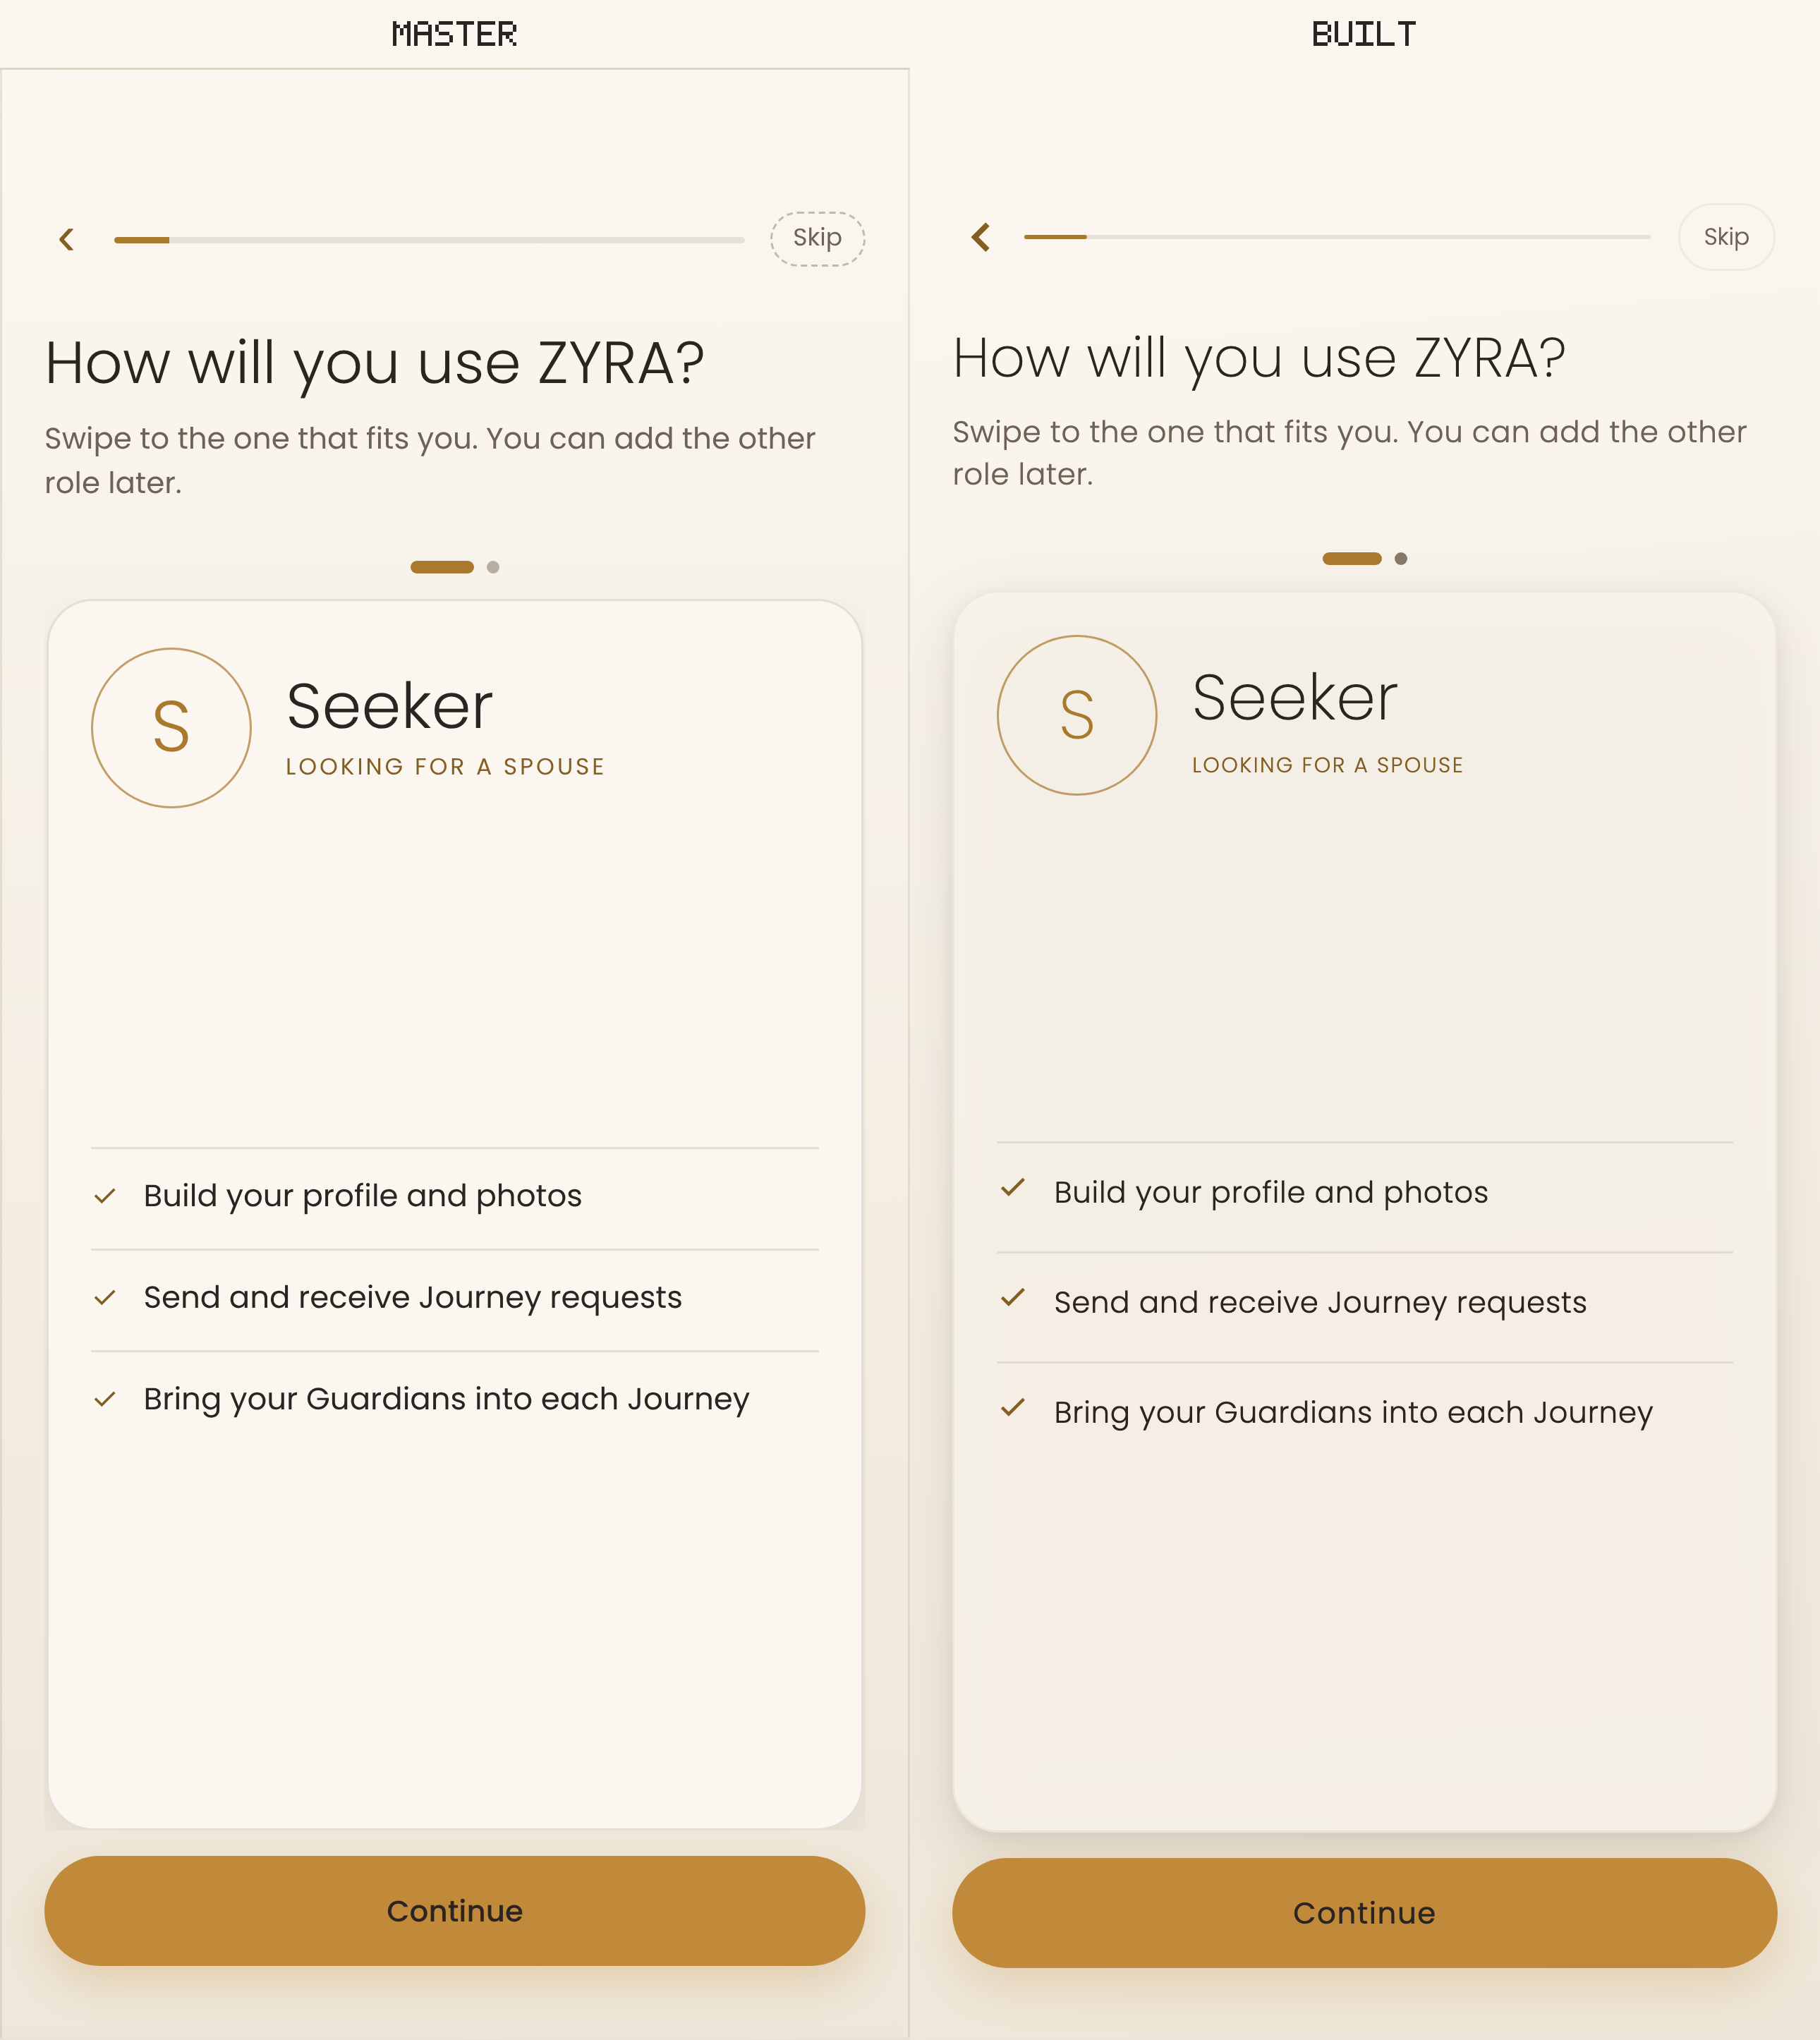 MASTER
‹
Skip
How will you use ZYRA?
Swipe to the one that fits you. You can add the other
role later.
S
Seeker
LOOKING FOR A SPOUSE
Build your profile and photos
Send and receive Journey requests
Bring your Guardians into each Journey
Continue
BUILT
Skip
How will you use ZYRA?
Swipe to the one that fits you. You can add the other
role later.
S
Seeker
LOOKING FOR A SPOUSE
Build your profile and photos
Send and receive Journey requests
Bring your Guardians into each Journey
Continue